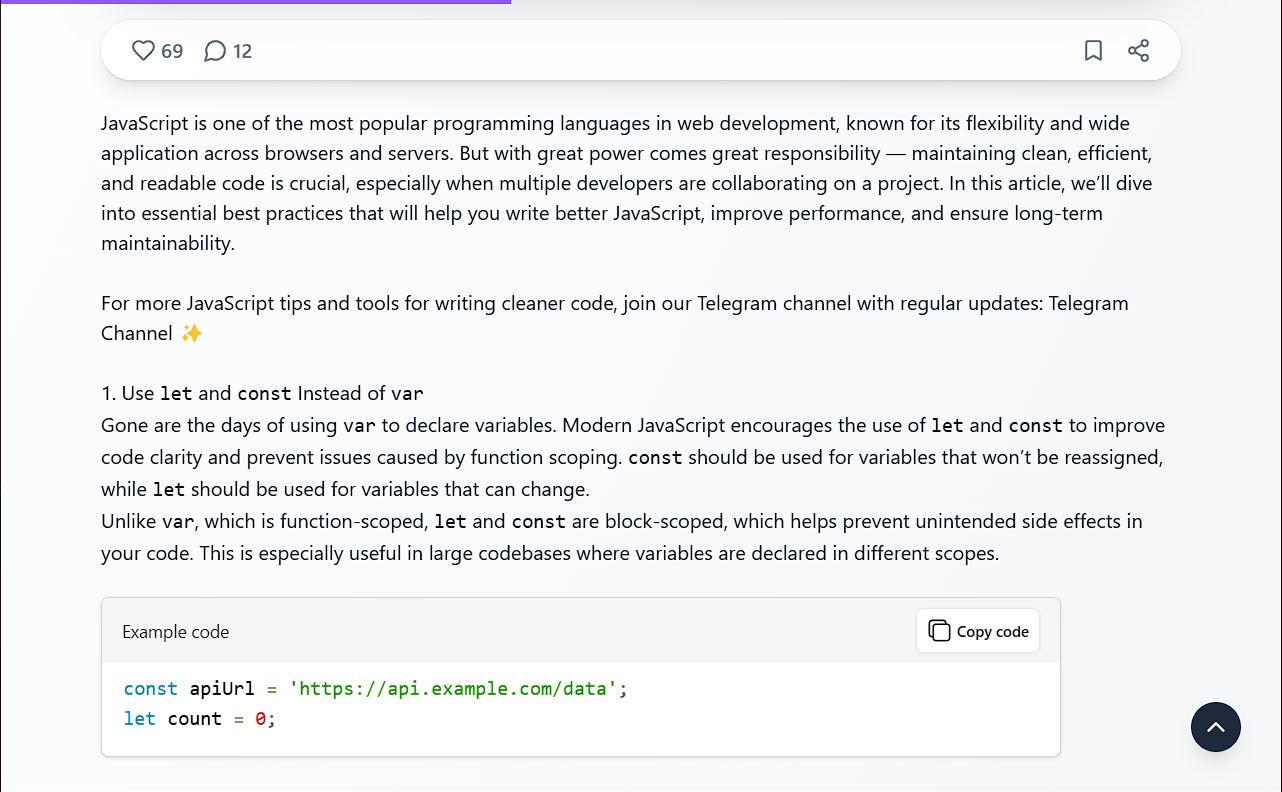 69 12
JavaScript is one of the most popular programming languages in web development, known for its flexibility and wide
application across browsers and servers. But with great power comes great responsibility — maintaining clean, efficient,
and readable code is crucial, especially when multiple developers are collaborating on a project. In this article, we’ll dive
into essential best practices that will help you write better JavaScript, improve performance, and ensure long-term
maintainability.
For more JavaScript tips and tools for writing cleaner code, join our Telegram channel with regular updates: Telegram
Channel ✨
1. Use let and const Instead of var
Gone are the days of using var to declare variables. Modern JavaScript encourages the use of let and const to improve
code clarity and prevent issues caused by function scoping. const should be used for variables that won’t be reassigned,
while let should be used for variables that can change.
Unlike var, which is function-scoped, let and const are block-scoped, which helps prevent unintended side effects in
your code. This is especially useful in large codebases where variables are declared in different scopes.
Example code
Copy code
const apiUrl = 'https://api.example.com/data';
let count = 0;